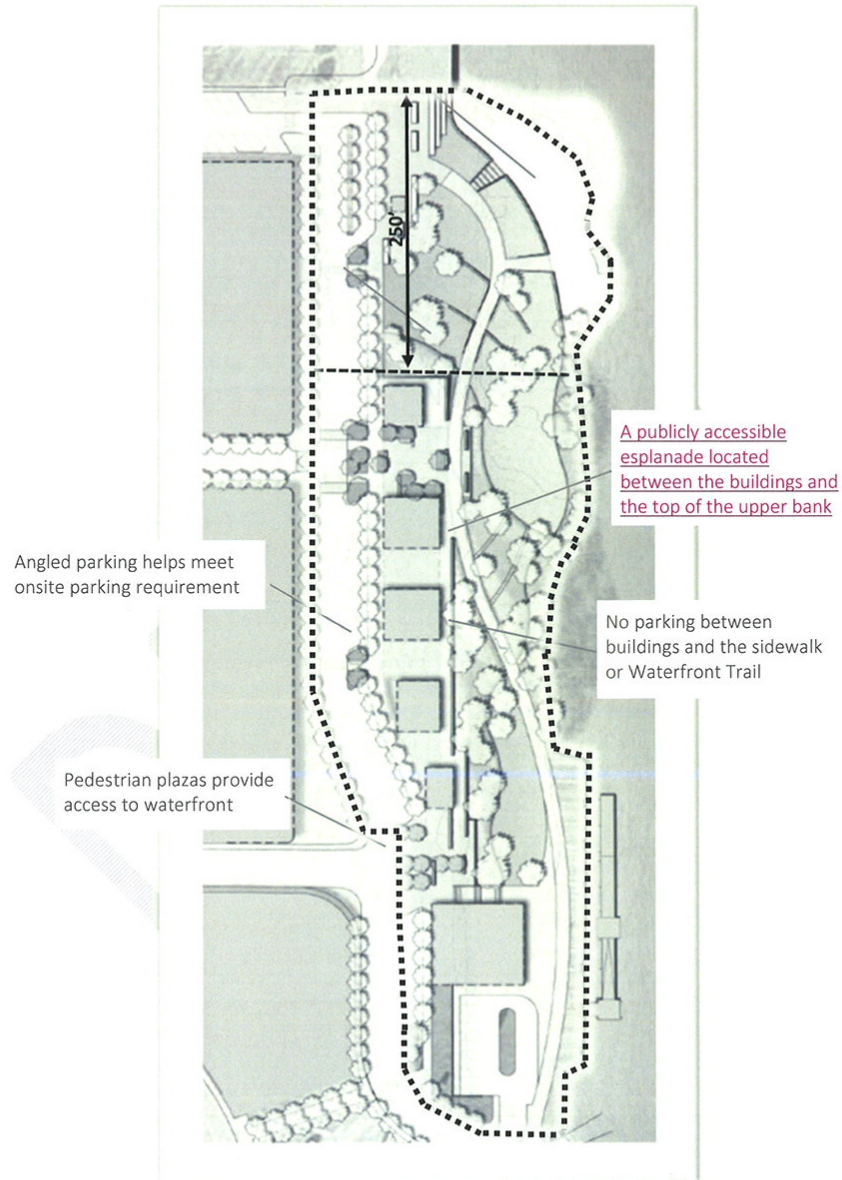 250'
A publicly accessible
esplanade located
between the buildings and
the top of the upper bank
Angled parking helps meet
onsite parking requirement
No parking between
buildings and the sidewalk
or Waterfront Trail
Pedestrian plazas provide
access to waterfront